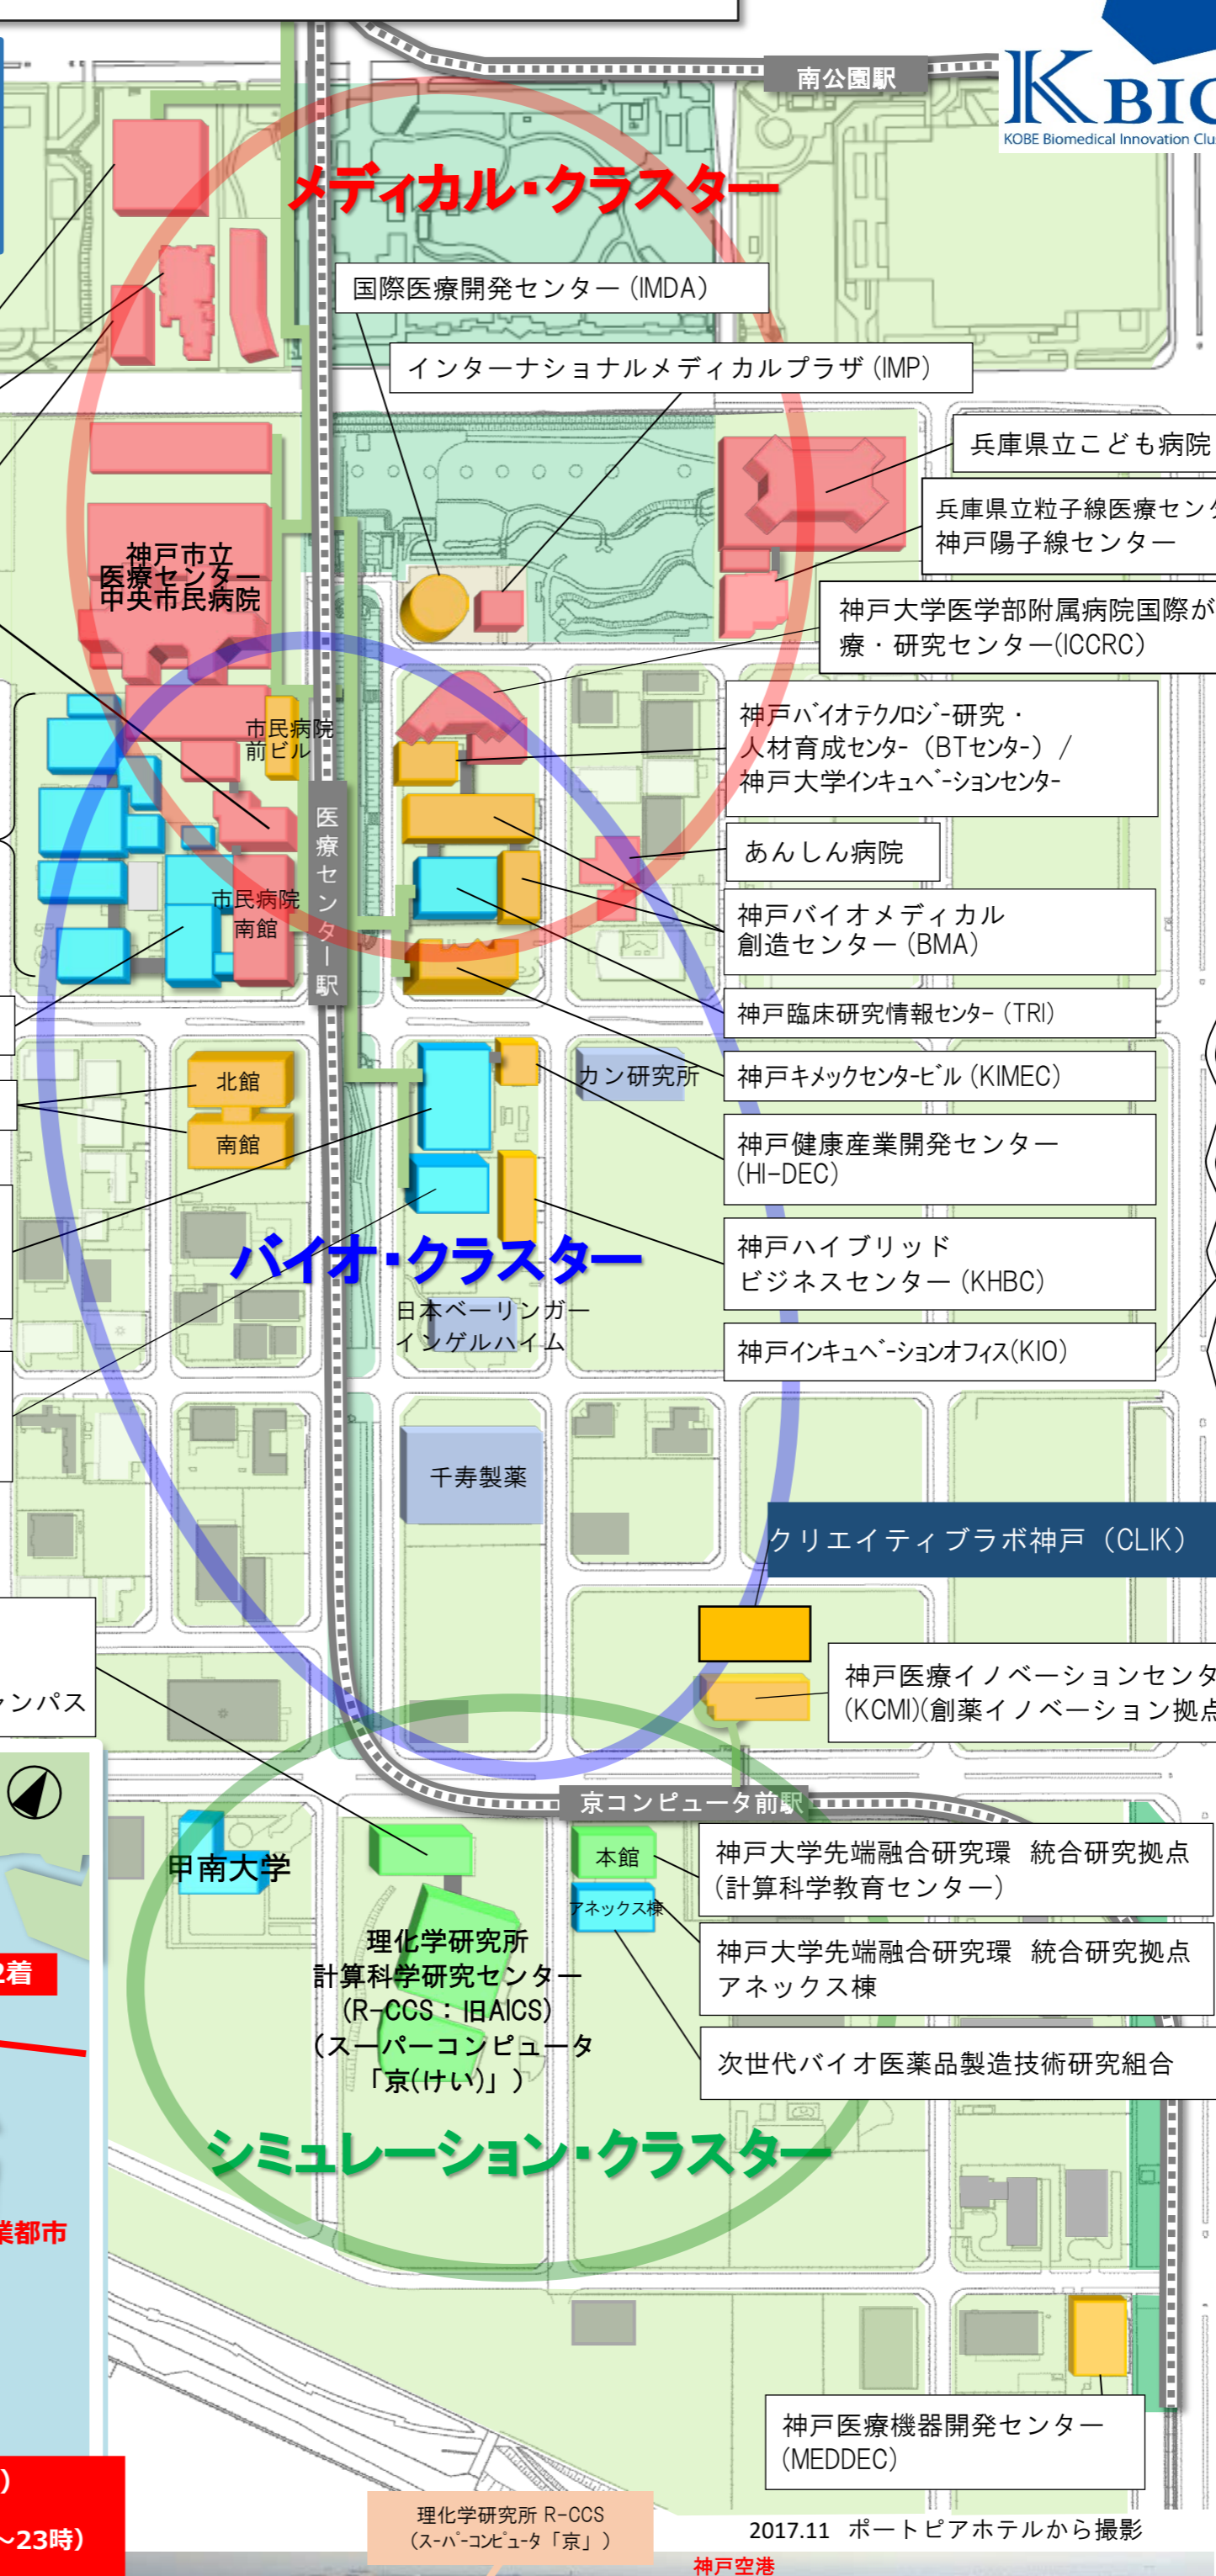 南公園駅
K BIC
KOBE Biomedical Innovation Clus
メディカル・クラスター
国際医療開発センター (IMDA)
インターナショナルメディカルプラザ (IMP)
兵庫県立こども病院
兵庫県立粒子線医療センタ
神戸陽子線センター
神戸市立
医療センター
中央市民病院
神戸大学医学部附属病院国際が
療・研究センター(ICCRC)
市民病院
前ビル
神戸バイオテクノロジー研究・
人材育成センター（BTセンター）/
神戸大学インキュベーションセンター
医療センター駅
あんしん病院
市民病院
南館
神戸バイオメディカル
創造センター (BMA)
神戸臨床研究情報センター (TRI)
カン研究所
神戸キメックセンタービル (KIMEC)
北館
南館
神戸健康産業開発センター
(HI-DEC)
バイオ・クラスター
神戸ハイブリッド
ビジネスセンター (KHBC)
日本ベーリンガー
インゲルハイム
神戸インキュベーションオフィス(KIO)
千寿製薬
クリエイティブラボ神戸（CLIK）
神戸医療イノベーションセンタ
(KCMI)(創薬イノベーション拠点
ャンパス
京コンピュータ前駅
甲南大学
本館
神戸大学先端融合研究環 統合研究拠点
(計算科学教育センター)
アネックス棟
神戸大学先端融合研究環 統合研究拠点
アネックス棟
理化学研究所
計算科学研究センター
(R-CCS：旧AICS)
(スーパーコンピュータ
「京(けい)」)
2着
次世代バイオ医薬品製造技術研究組合
シミュレーション・クラスター
業都市
神戸医療機器開発センター
(MEDDEC)
)
～23時)
理化学研究所 R-CCS
(スーパーコンピュータ「京」)
2017.11 ポートピアホテルから撮影
神戸空港